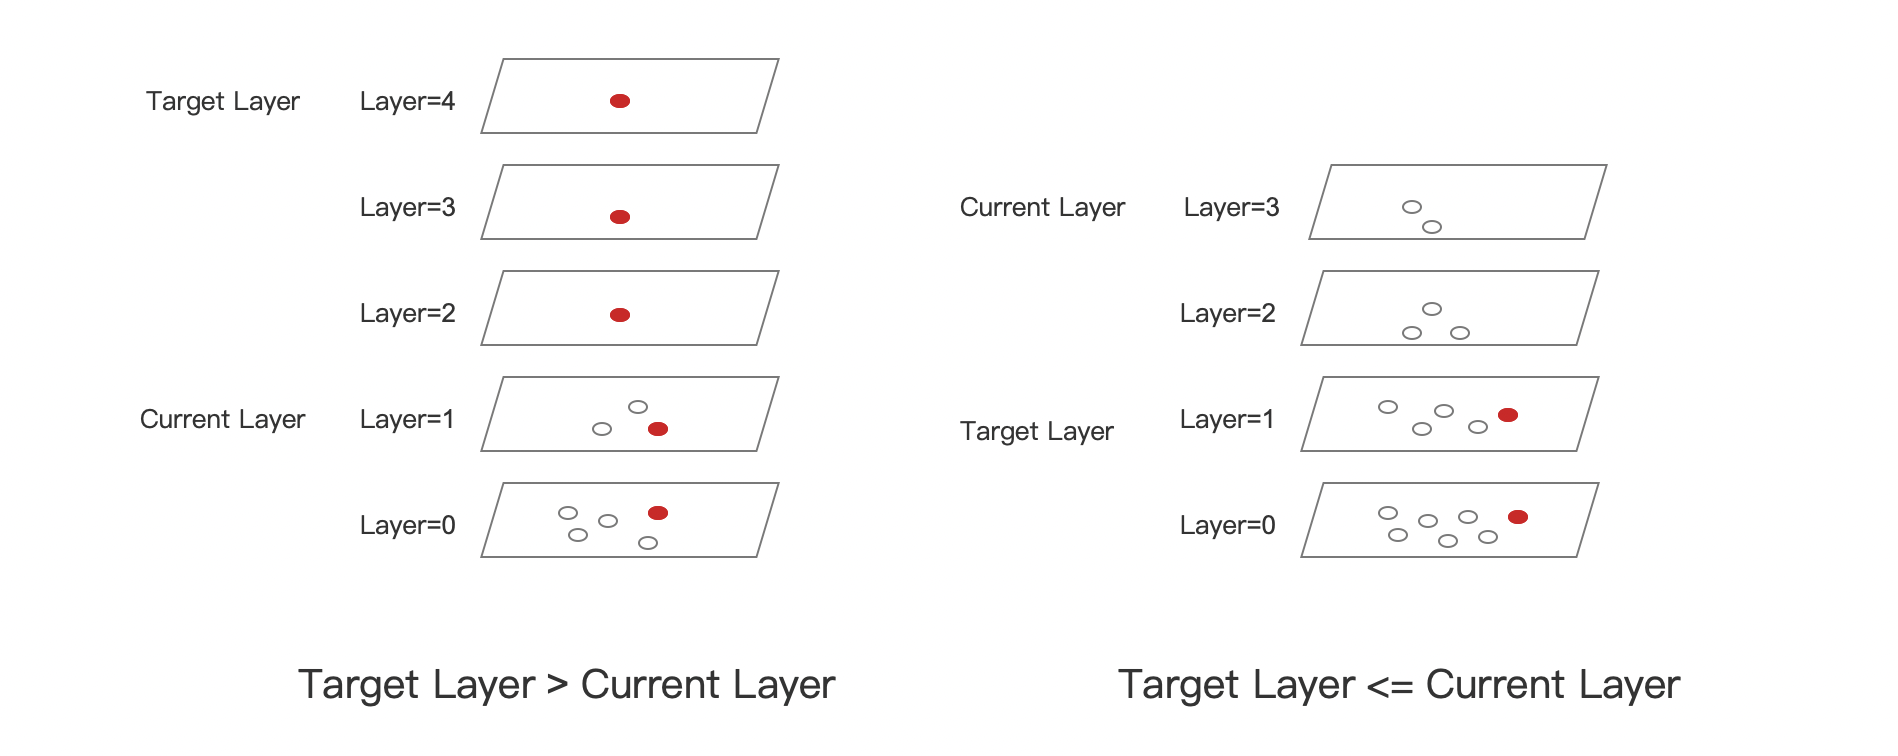 Target Layer Layer=4
Layer=3
Layer=2
Current Layer Layer=1
Layer=0
Target Layer > Current Layer
Current Layer Layer=3
Layer=2
Layer=1
Target Layer
Layer=0
Target Layer <= Current Layer